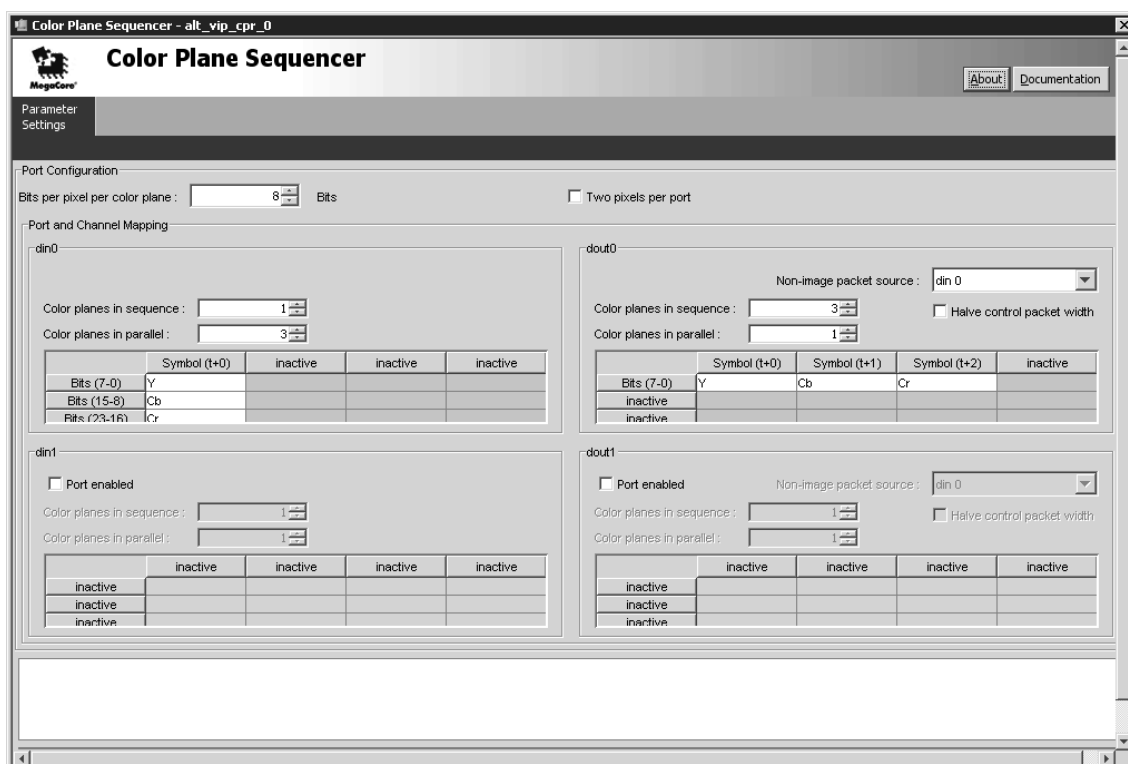 Color Plane Sequencer - alt_vip_cpr_0
MegaCore®
Color Plane Sequencer
About
Documentation
Parameter
Settings
Port Configuration
Bits per pixel per color plane : 8 Bits
Two pixels per port
Port and Channel Mapping
din0
Color planes in sequence : 1
Color planes in parallel : 3
Symbol (t+0) inactive inactive inactive
Bits (7-0) Y
Bits (15-8) Cb
Bits (23-16) Cr
dout0
Non-image packet source : din 0
Color planes in sequence : 3
Halve control packet width
Color planes in parallel : 1
Symbol (t+0) Symbol (t+1) Symbol (t+2) inactive
Bits (7-0) Y Cb Cr
inactive
inactive
din1
Port enabled
Color planes in sequence : 1
Color planes in parallel : 1
inactive inactive inactive inactive
inactive
inactive
inactive
dout1
Port enabled
Non-image packet source : din 0
Color planes in sequence : 1
Halve control packet width
Color planes in parallel : 1
inactive inactive inactive inactive
inactive
inactive
inactive